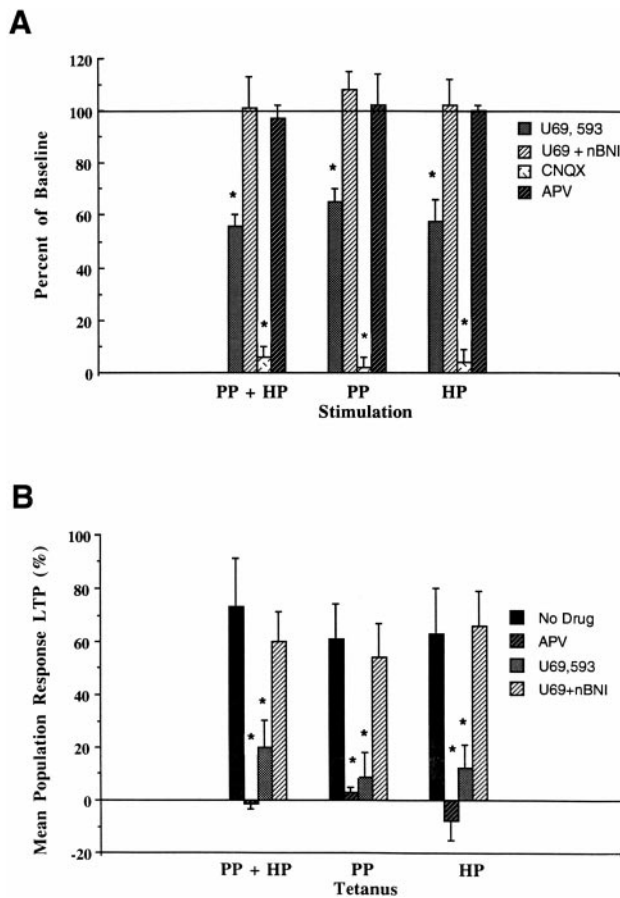 A
120
100
80
60
40
20
0
Percent of Baseline
* * * * * *
U69, 593
U69 + nBNI
CNQX
APV
PP + HP PP HP
Stimulation
B
100
80
60
40
20
0
-20
Mean Population Response LTP (%)
* * * * * *
No Drug
APV
U69,593
U69+nBNI
PP + HP PP HP
Tetanus